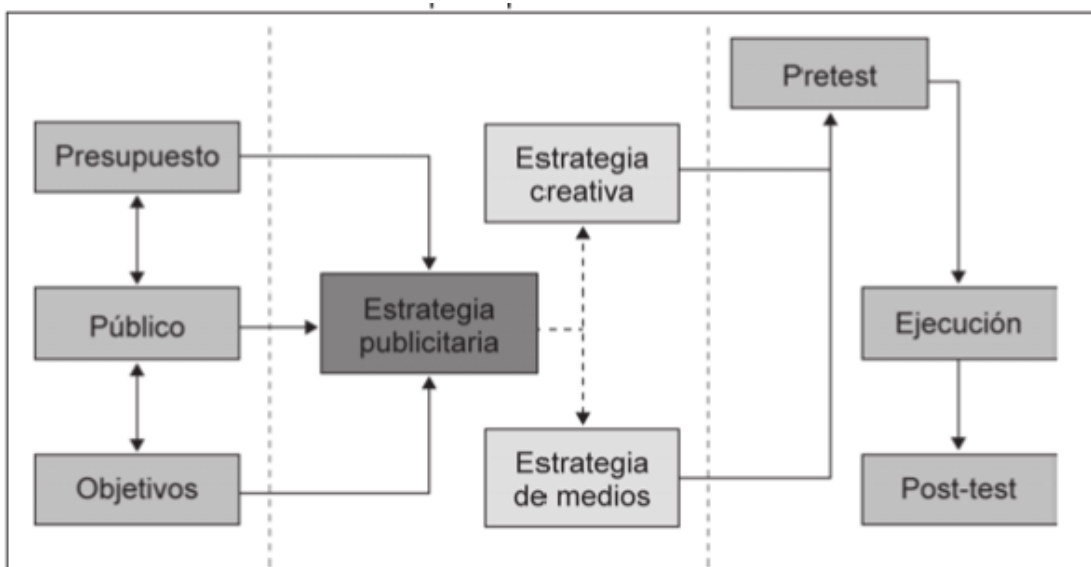 Presupuesto
Público
Objetivos
Estrategia
publicitaria
Estrategia
creativa
Estrategia
de medios
Pretest
Ejecución
Post-test